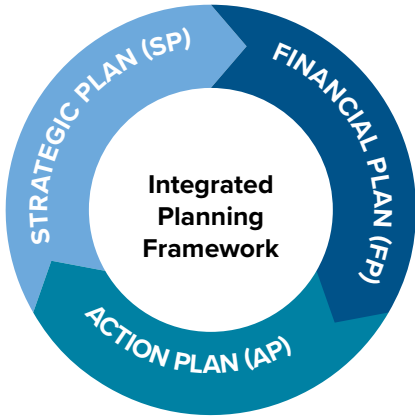 STRATEGIC PLAN (SP)
FINANCIAL PLAN (FP)
Integrated
Planning
Framework
ACTION PLAN (AP)